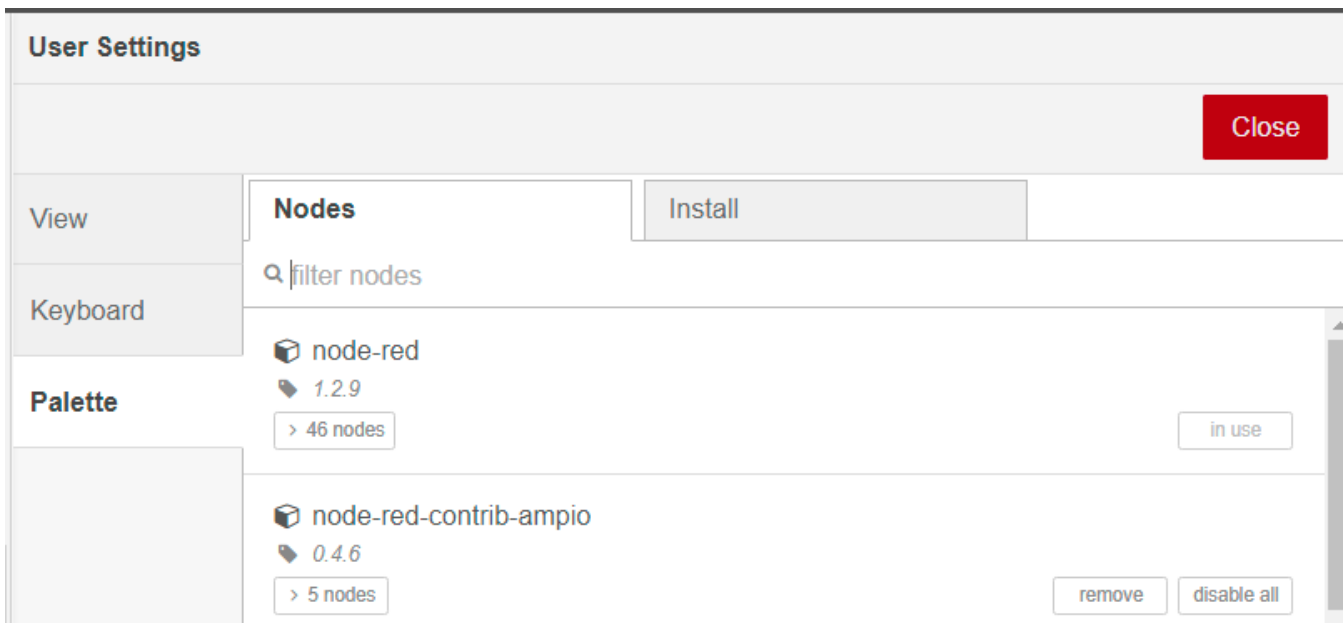 User Settings
Close
View
Keyboard
Palette
Nodes
Install
filter nodes
node-red
1.2.9
> 46 nodes
in use
node-red-contrib-ampio
0.4.6
> 5 nodes
remove
disable all